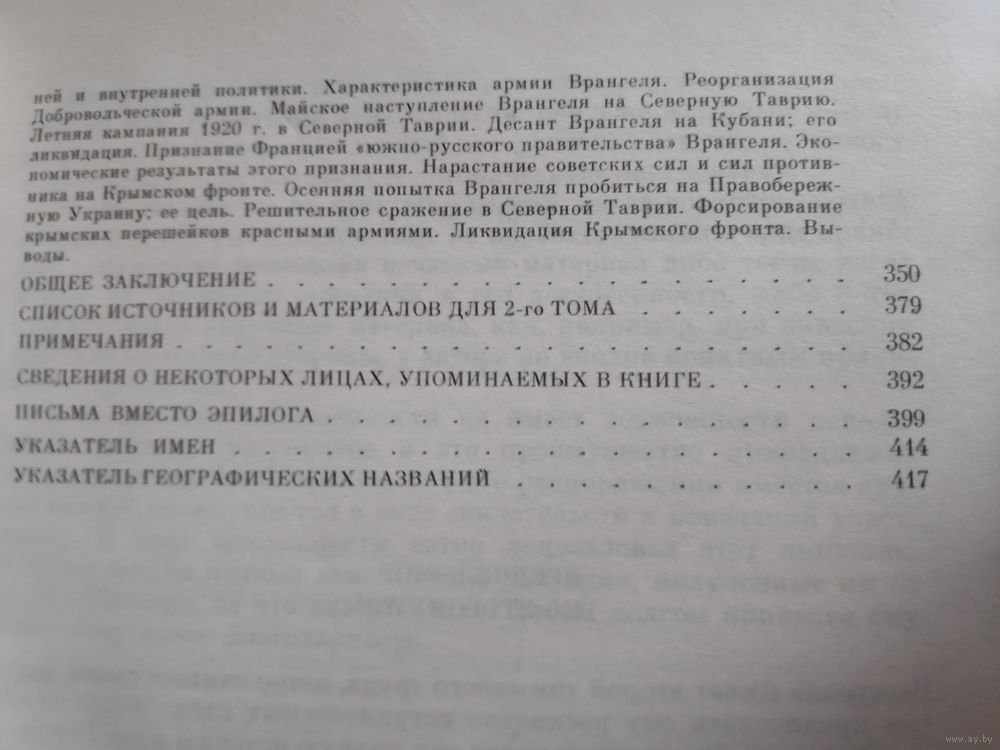 ней и внутренней политики. Характеристика армии Врангеля. Реорганизация
Добровольческой армии. Майское наступление Врангеля на Северную Таврию.
Летняя кампания 1920 г. в Северной Таврии. Десант Врангеля на Кубани; его
ликвидация. Признание Францией «южно-русского правительства» Врангеля. Эко-
номические результаты этого признания. Нарастание советских сил и сил против-
ника на Крымском фронте. Осенняя попытка Врангеля пробиться на Правобереж-
ную Украину; ее цель. Решительное сражение в Северной Таврии. Форсирование
крымских перешейков красными армиями. Ликвидация Крымского фронта. Вы-
воды.
ОБЩЕЕ ЗАКЛЮЧЕНИЕ . . . . . . . . . . . . . . . . . . 350
СПИСОК ИСТОЧНИКОВ И МАТЕРИАЛОВ ДЛЯ 2-го ТОМА . . . . . . 379
ПРИМЕЧАНИЯ . . . . . . . . . . . . . . . . . . . . . 382
СВЕДЕНИЯ О НЕКОТОРЫХ ЛИЦАХ, УПОМИНАЕМЫХ В КНИГЕ . . . . . 392
ПИСЬМА ВМЕСТО ЭПИЛОГА . . . . . . . . . . . . . . . . 399
УКАЗАТЕЛЬ ИМЕН . . . . . . . . . . . . . . . . . . . 414
УКАЗАТЕЛЬ ГЕОГРАФИЧЕСКИХ НАЗВАНИЙ . . . . . . . . . . . 417
www.ay.by